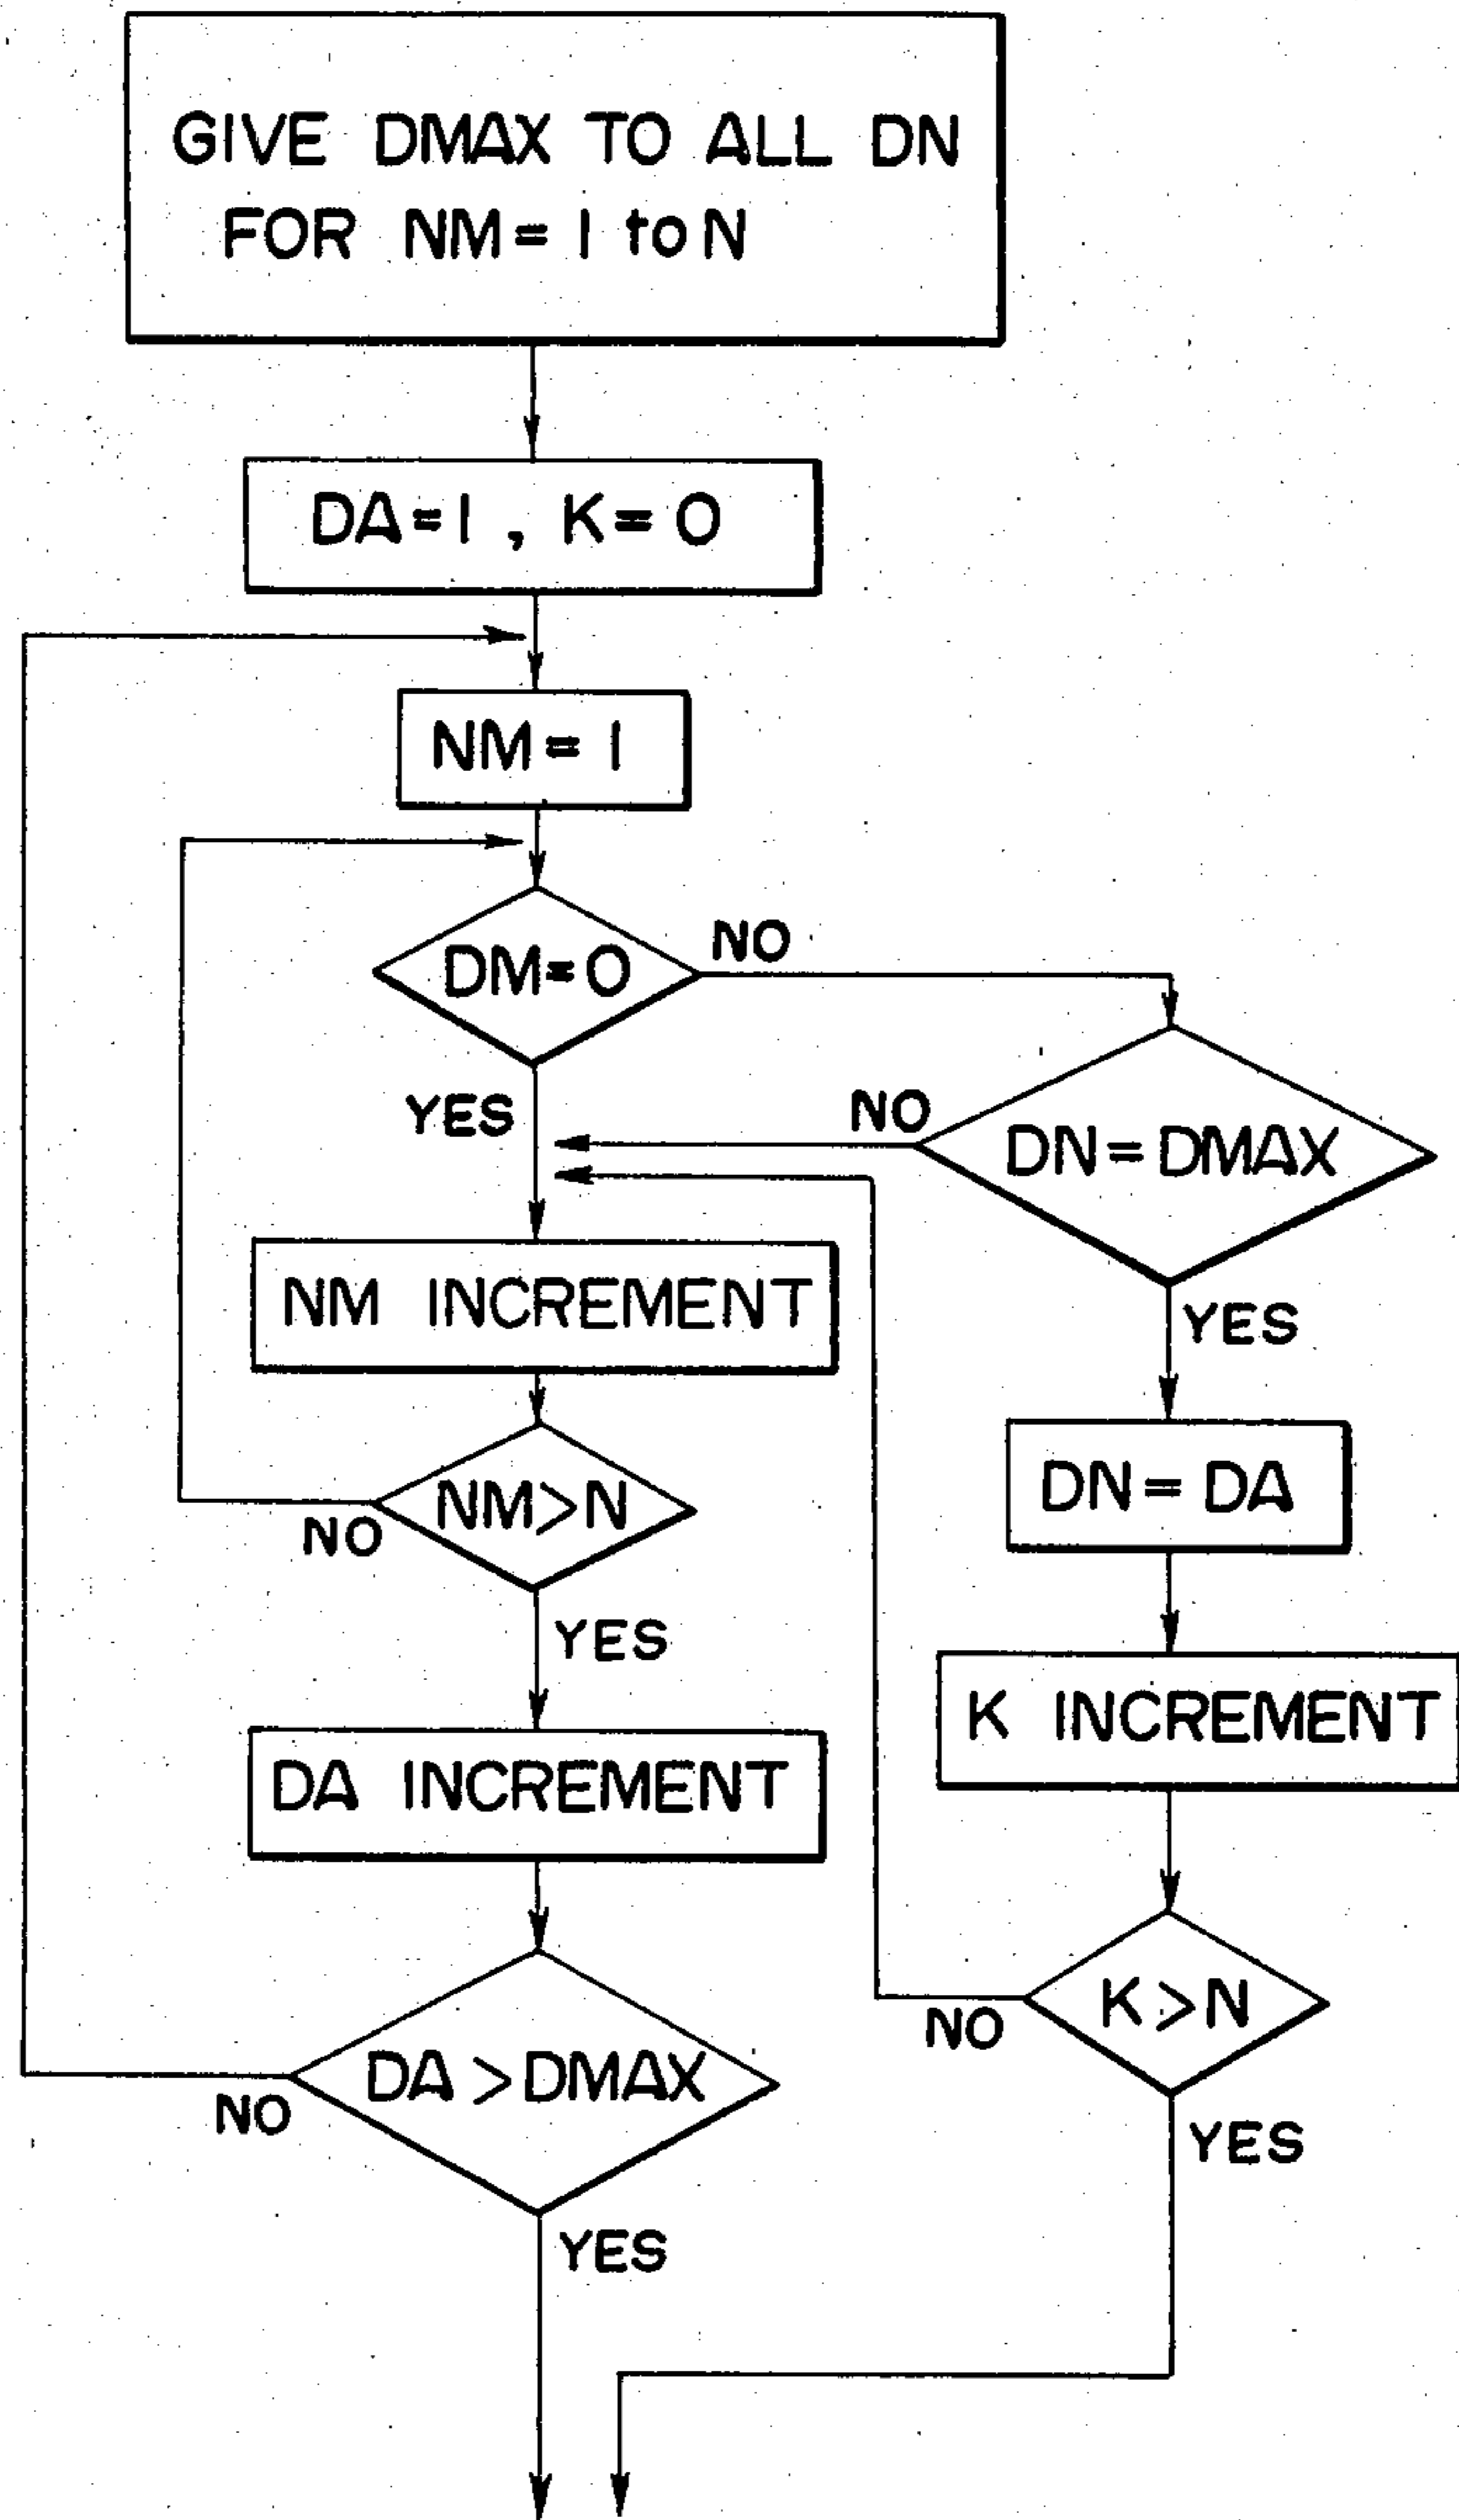 GIVE DMAX TO ALL DN
FOR NM = 1 to N
DA = 1 , K = 0
NM = 1
DM = 0
NO
YES
NO
DN = DMAX
NM INCREMENT
YES
DN = DA
NM > N
NO
YES
K INCREMENT
DA INCREMENT
K > N
NO
DA > DMAX
NO
YES
YES